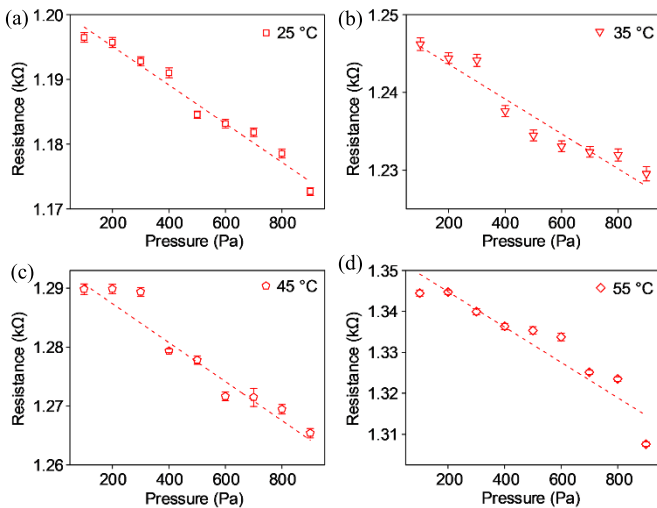 (a)
1.20
25 °C
1.19
1.18
1.17
Resistance (kΩ)
200 400 600 800
Pressure (Pa)
(b)
1.25
35 °C
1.24
1.23
Resistance (kΩ)
200 400 600 800
Pressure (Pa)
(c)
1.29
45 °C
1.28
1.27
1.26
Resistance (kΩ)
200 400 600 800
Pressure (Pa)
(d)
1.35
55 °C
1.34
1.33
1.32
1.31
Resistance (kΩ)
200 400 600 800
Pressure (Pa)